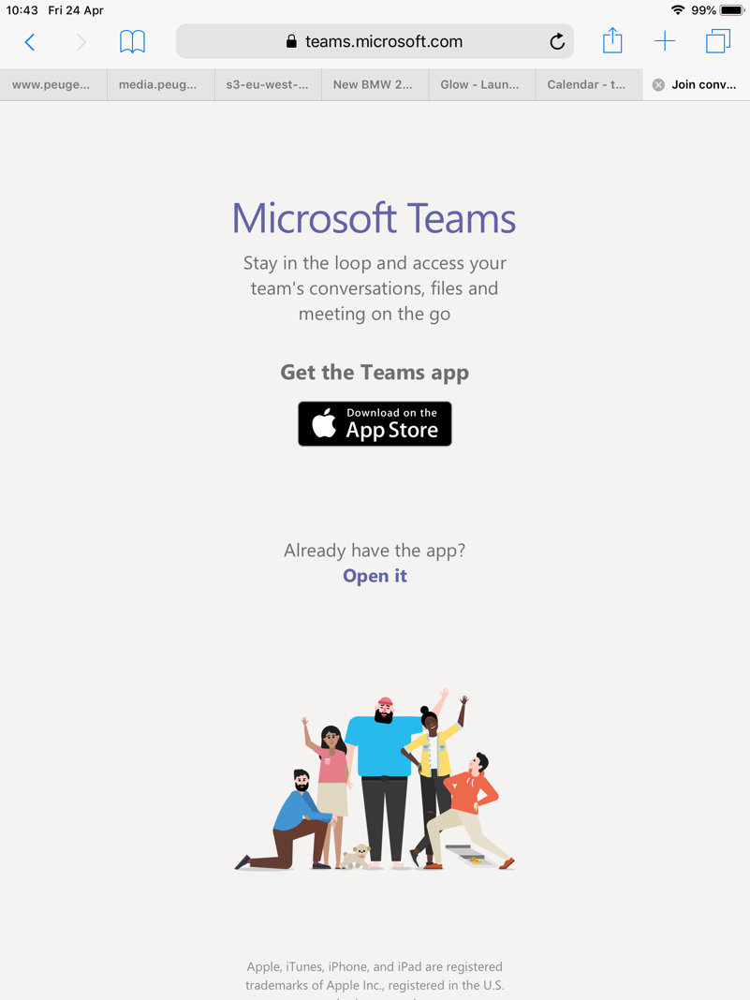 10:43 Fri 24 Apr 99%
teams.microsoft.com
www.peuge... media.peug... s3-eu-west-... New BMW 2... Glow - Laun... Calendar - t... Join conv...
Microsoft Teams
Stay in the loop and access your
team's conversations, files and
meeting on the go
Get the Teams app
Download on the
App Store
Already have the app?
Open it
Apple, iTunes, iPhone, and iPad are registered
trademarks of Apple Inc., registered in the U.S.